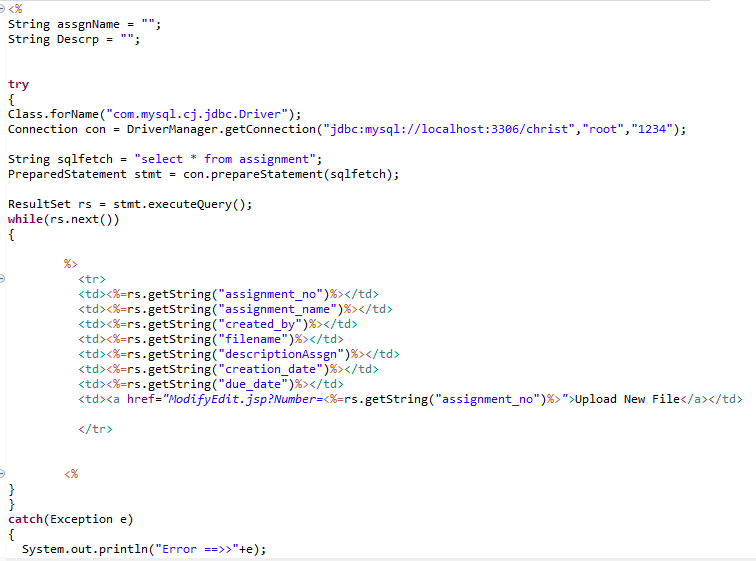 <%
String assgnName = "";
String Descrp = "";
try
{
Class.forName("com.mysql.cj.jdbc.Driver");
Connection con = DriverManager.getConnection("jdbc:mysql://localhost:3306/christ","root","1234");
String sqlfetch = "select * from assignment";
PreparedStatement stmt = con.prepareStatement(sqlfetch);
ResultSet rs = stmt.executeQuery();
while(rs.next())
{
%>
<tr>
<td><%=rs.getString("assignment_no")%></td>
<td><%=rs.getString("assignment_name")%></td>
<td><%=rs.getString("created_by")%></td>
<td><%=rs.getString("filename")%></td>
<td><%=rs.getString("descriptionAssgn")%></td>
<td><%=rs.getString("creation_date")%></td>
<td><%=rs.getString("due_date")%></td>
<td><a href="ModifyEdit.jsp?Number=<%=rs.getString("assignment_no")%>">Upload New File</a></td>
</tr>
<%
}
}
catch(Exception e)
{
System.out.println("Error ==>>"+e);